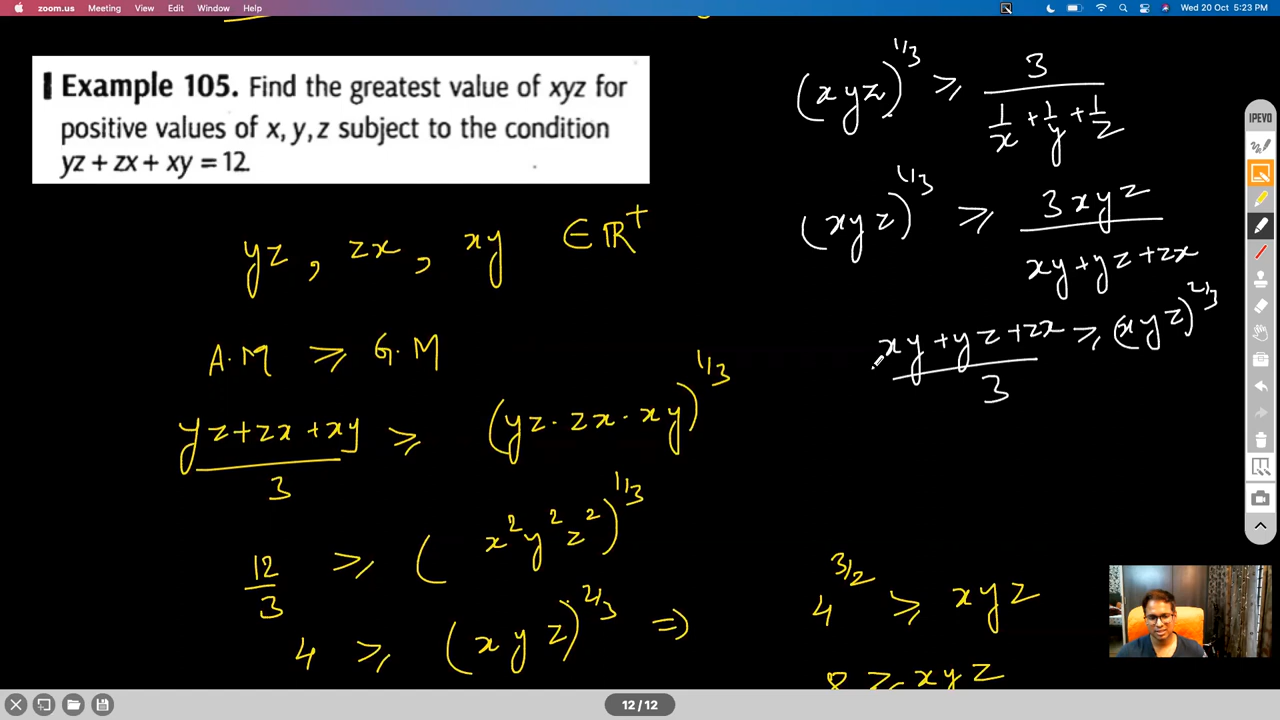 zoom.us Meeting View Edit Window Help Wed 20 Oct 5:23 PM
Example 105. Find the greatest value of xyz for
positive values of x, y, z subject to the condition
yz + zx + xy = 12.
yz , zx , xy ∈ ℝ⁺
A.M ≥ G.M
(yz+zx+xy)/3 ≥ (yz · zx · xy)^1/3
12/3 ≥ (x²y²z²)^1/3
4 ≥ (xyz)^2/3 ⇒
4^3/2 ≥ xyz
8 ≥ xyz
(xyz)^1/3 ≥ 3/(1/x + 1/y + 1/z)
(xyz)^1/3 ≥ 3xyz/(xy+yz+zx)
(xy+yz+zx)/3 ≥ (xyz)^2/3
IPEVO
12 / 12